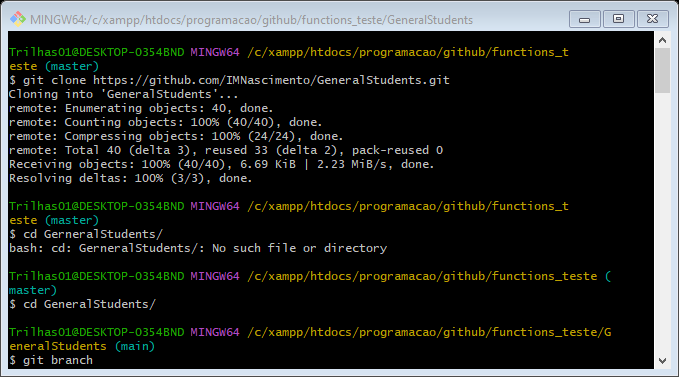 MINGW64:/c/xampp/htdocs/programacao/github/functions_teste/GeneralStudents
Trilhas01@DESKTOP-0354BND MINGW64 /c/xampp/htdocs/programacao/github/functions_t
este (master)
$ git clone https://github.com/IMNascimento/GeneralStudents.git
Cloning into 'GeneralStudents'...
remote: Enumerating objects: 40, done.
remote: Counting objects: 100% (40/40), done.
remote: Compressing objects: 100% (24/24), done.
remote: Total 40 (delta 3), reused 33 (delta 2), pack-reused 0
Receiving objects: 100% (40/40), 6.69 KiB | 2.23 MiB/s, done.
Resolving deltas: 100% (3/3), done.
Trilhas01@DESKTOP-0354BND MINGW64 /c/xampp/htdocs/programacao/github/functions_t
este (master)
$ cd GerneralStudents/
bash: cd: GerneralStudents/: No such file or directory
Trilhas01@DESKTOP-0354BND MINGW64 /c/xampp/htdocs/programacao/github/functions_teste (
master)
$ cd GeneralStudents/
Trilhas01@DESKTOP-0354BND MINGW64 /c/xampp/htdocs/programacao/github/functions_teste/G
eneralStudents (main)
$ git branch